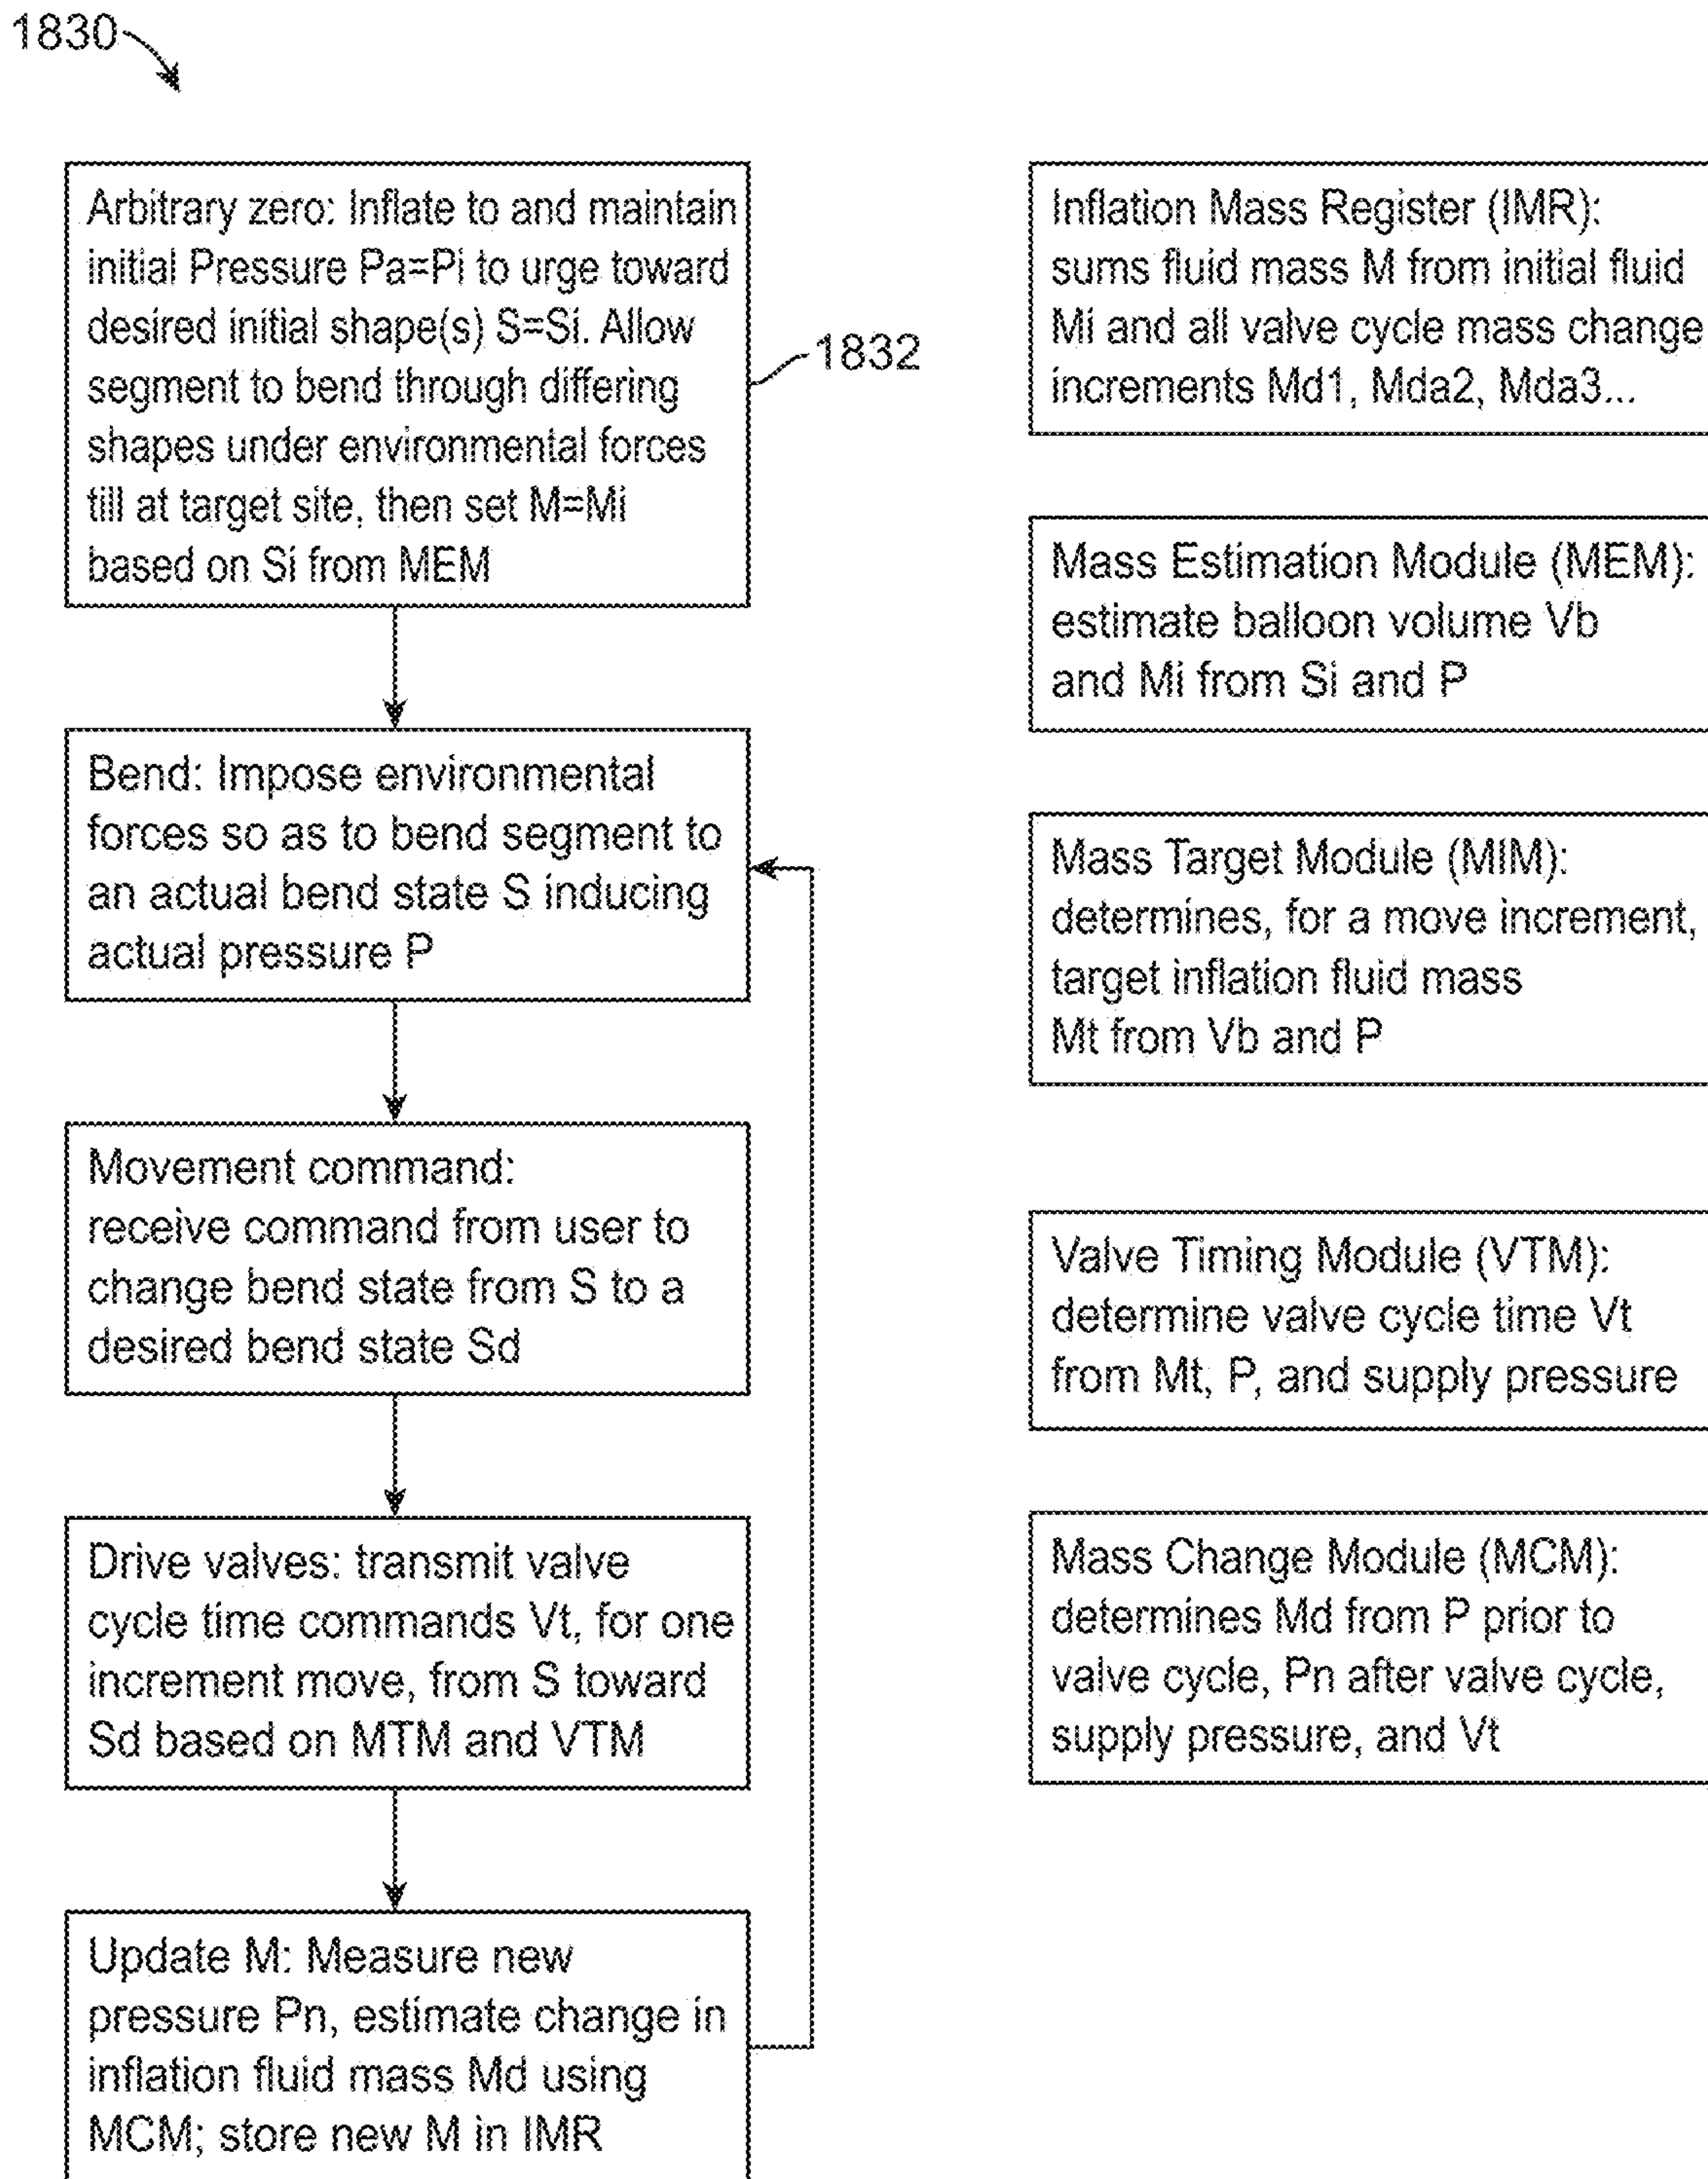 1830
Arbitrary zero: Inflate to and maintain
initial Pressure Pa=Pi to urge toward
desired initial shape(s) S=Si. Allow
segment to bend through differing
shapes under environmental forces
till at target site, then set M=Mi
based on Si from MEM
1832
Bend: Impose environmental
forces so as to bend segment to
an actual bend state S inducing
actual pressure P
Movement command:
receive command from user to
change bend state from S to a
desired bend state Sd
Drive valves: transmit valve
cycle time commands Vt, for one
increment move, from S toward
Sd based on MTM and VTM
Update M: Measure new
pressure Pn, estimate change in
inflation fluid mass Md using
MCM; store new M in IMR
Inflation Mass Register (IMR):
sums fluid mass M from initial fluid
Mi and all valve cycle mass change
increments Md1, Mda2, Mda3...
Mass Estimation Module (MEM):
estimate balloon volume Vb
and Mi from Si and P
Mass Target Module (MIM):
determines, for a move increment,
target inflation fluid mass
Mt from Vb and P
Valve Timing Module (VTM):
determine valve cycle time Vt
from Mt, P, and supply pressure
Mass Change Module (MCM):
determines Md from P prior to
valve cycle, Pn after valve cycle,
supply pressure, and Vt